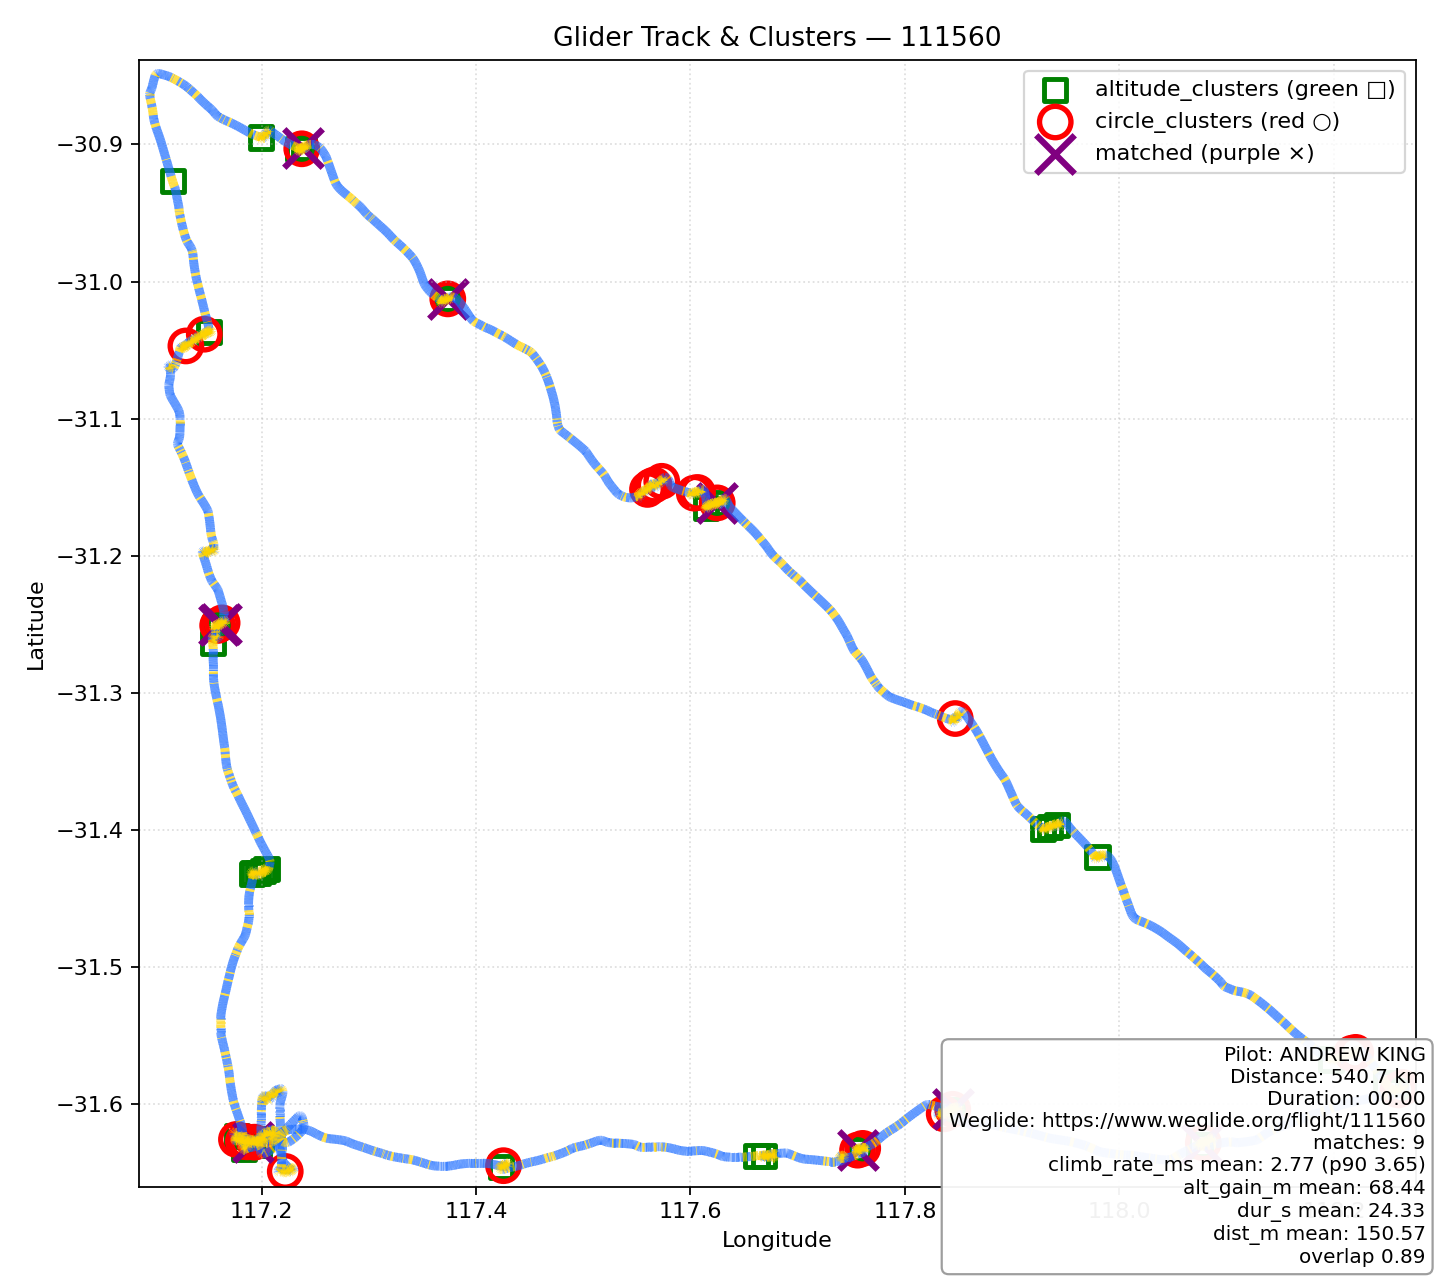 Glider Track & Clusters — 111560
altitude_clusters (green □)
circle_clusters (red ○)
matched (purple ×)
Latitude
−30.9
−31.0
−31.1
−31.2
−31.3
−31.4
−31.5
−31.6
117.2
117.4
117.6
117.8
118.0
Longitude
Pilot: ANDREW KING
Distance: 540.7 km
Duration: 00:00
Weglide: https://www.weglide.org/flight/111560
matches: 9
climb_rate_ms mean: 2.77 (p90 3.65)
alt_gain_m mean: 68.44
dur_s mean: 24.33
dist_m mean: 150.57
overlap 0.89